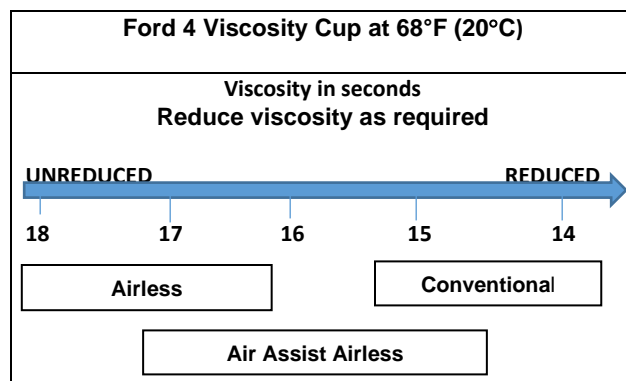 Ford 4 Viscosity Cup at 68°F (20°C)
Viscosity in seconds
Reduce viscosity as required
UNREDUCED REDUCED
18 17 16 15 14
Airless Conventional
Air Assist Airless